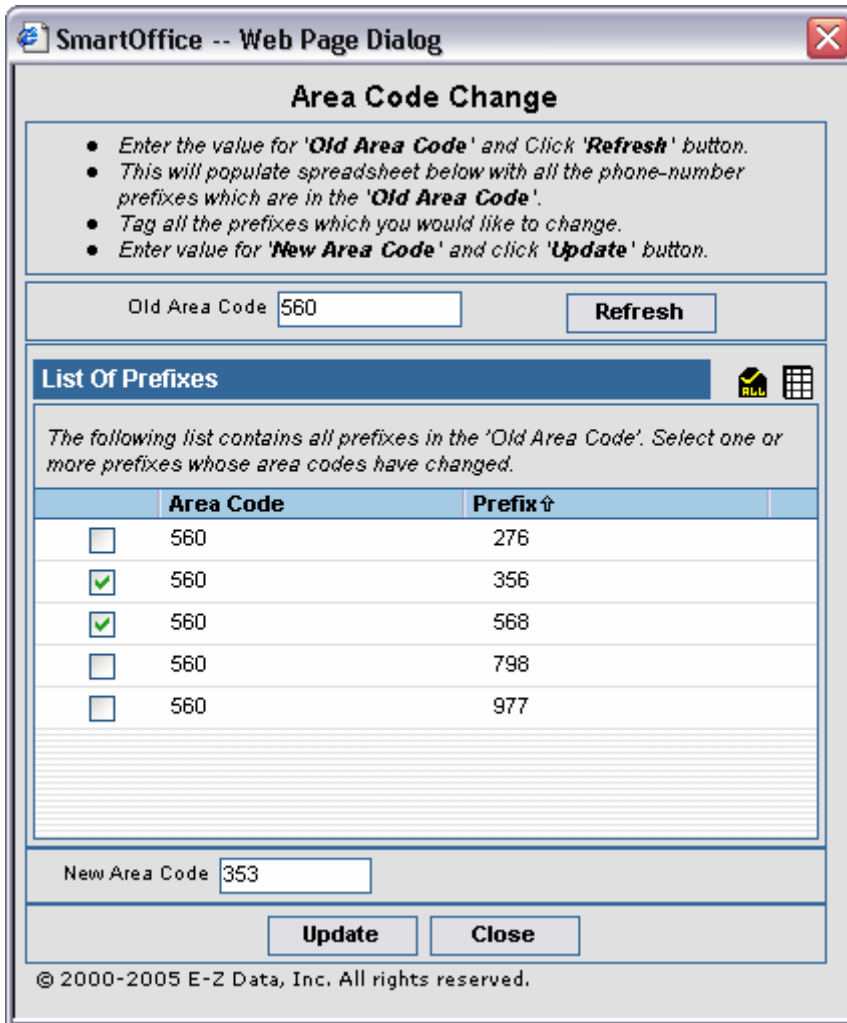 SmartOffice -- Web Page Dialog
Area Code Change
• Enter the value for 'Old Area Code' and Click 'Refresh' button.
• This will populate spreadsheet below with all the phone-number
prefixes which are in the 'Old Area Code'.
• Tag all the prefixes which you would like to change.
• Enter value for 'New Area Code' and click 'Update' button.
Old Area Code 560 Refresh
List Of Prefixes ALL
The following list contains all prefixes in the 'Old Area Code'. Select one or
more prefixes whose area codes have changed.
Area Code Prefix⇧
560 276
560 356
560 568
560 798
560 977
New Area Code 353
Update Close
© 2000-2005 E-Z Data, Inc. All rights reserved.